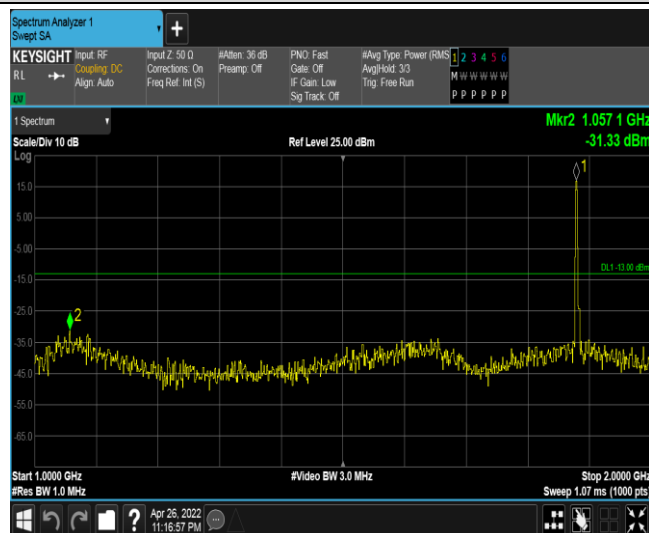 Spectrum Analyzer 1
Swept SA
+
KEYSIGHT
RL
LXI
Input: RF
Coupling: DC
Align: Auto
Input Z: 50 Ω
Corrections: On
Freq Ref: Int (S)
#Atten: 36 dB
Preamp: Off
PNO: Fast
Gate: Off
IF Gain: Low
Sig Track: Off
#Avg Type: Power (RMS
Avg|Hold: 3/3
Trig: Free Run
1 2 3 4 5 6
M W W W W W
P P P P P P
1 Spectrum
Mkr2 1.057 1 GHz
Scale/Div 10 dB
Ref Level 25.00 dBm
-31.33 dBm
Log
15.0
5.00
-5.00
-15.0
-25.0
-35.0
-45.0
-55.0
-65.0
1
2
DL1 -13.00 dBm
Start 1.0000 GHz
#Video BW 3.0 MHz
Stop 2.0000 GHz
#Res BW 1.0 MHz
Sweep 1.07 ms (1000 pts)
?
Apr 26, 2022
11:16:57 PM